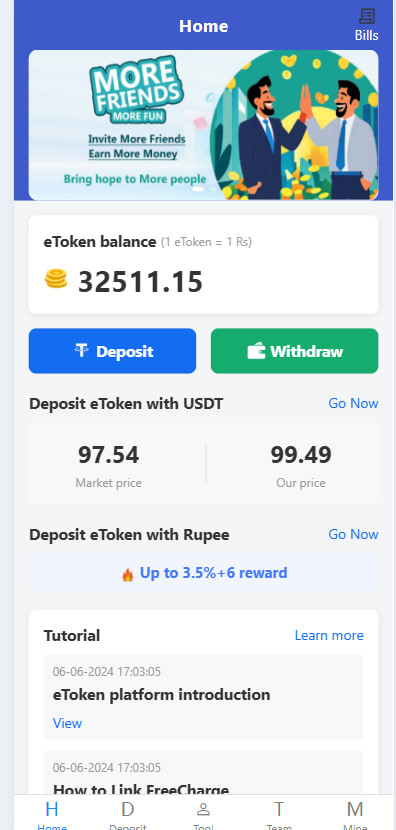 Home
Bills
MORE
FRIENDS
MORE FUN
Invite More Friends
Earn More Money
Bring hope to More people
eToken balance (1 eToken = 1 Rs)
32511.15
Deposit
Withdraw
Deposit eToken with USDT
Go Now
97.54
99.49
Market price
Our price
Deposit eToken with Rupee
Go Now
Up to 3.5%+6 reward
Tutorial
Learn more
06-06-2024 17:03:05
eToken platform introduction
View
06-06-2024 17:03:05
How to Link FreeCharge
H
D
T
M
Home
Deposit
Tool
Team
Mine